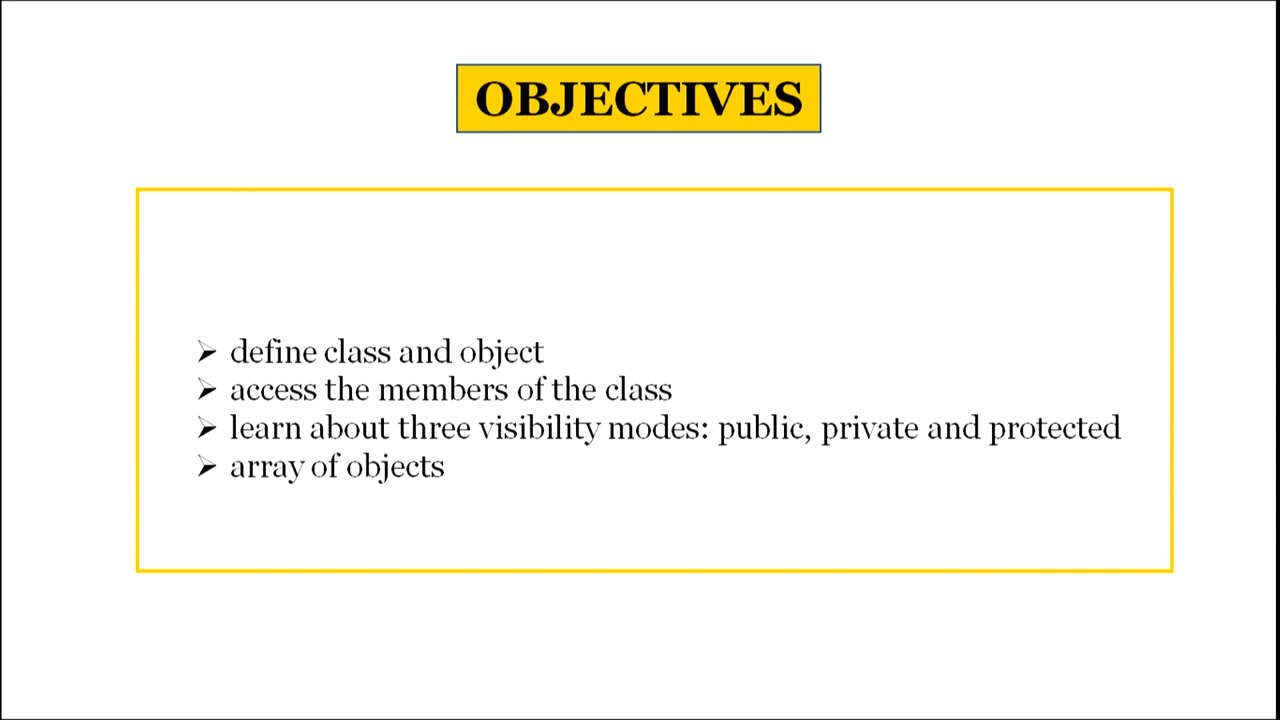 OBJECTIVES
➢ define class and object
➢ access the members of the class
➢ learn about three visibility modes: public, private and protected
➢ array of objects